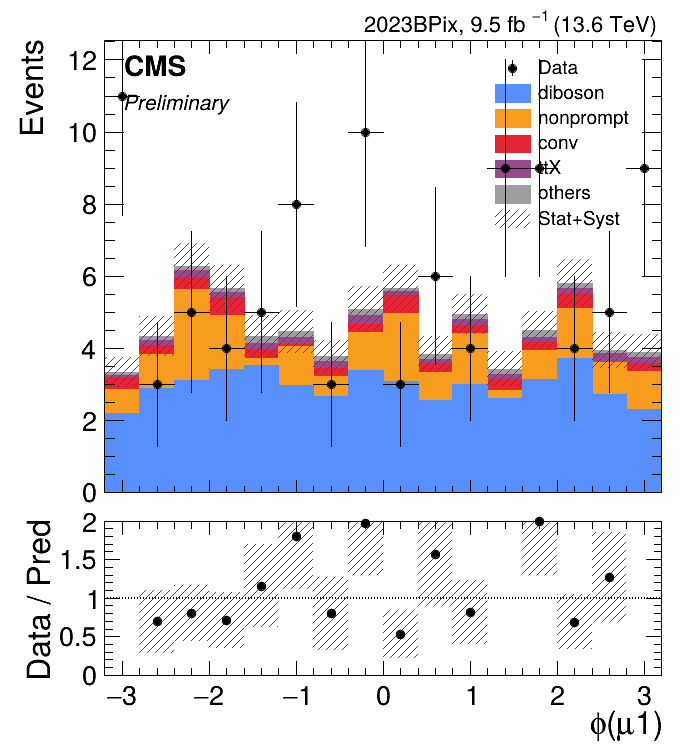 2023BPix, 9.5 fb⁻¹ (13.6 TeV)
CMS
Preliminary
Events
12
10
8
6
4
2
0
Data
diboson
nonprompt
conv
ttX
others
Stat+Syst
Data / Pred
2
1.5
1
0.5
0
−3 −2 −1 0 1 2 3
ϕ(μ1)